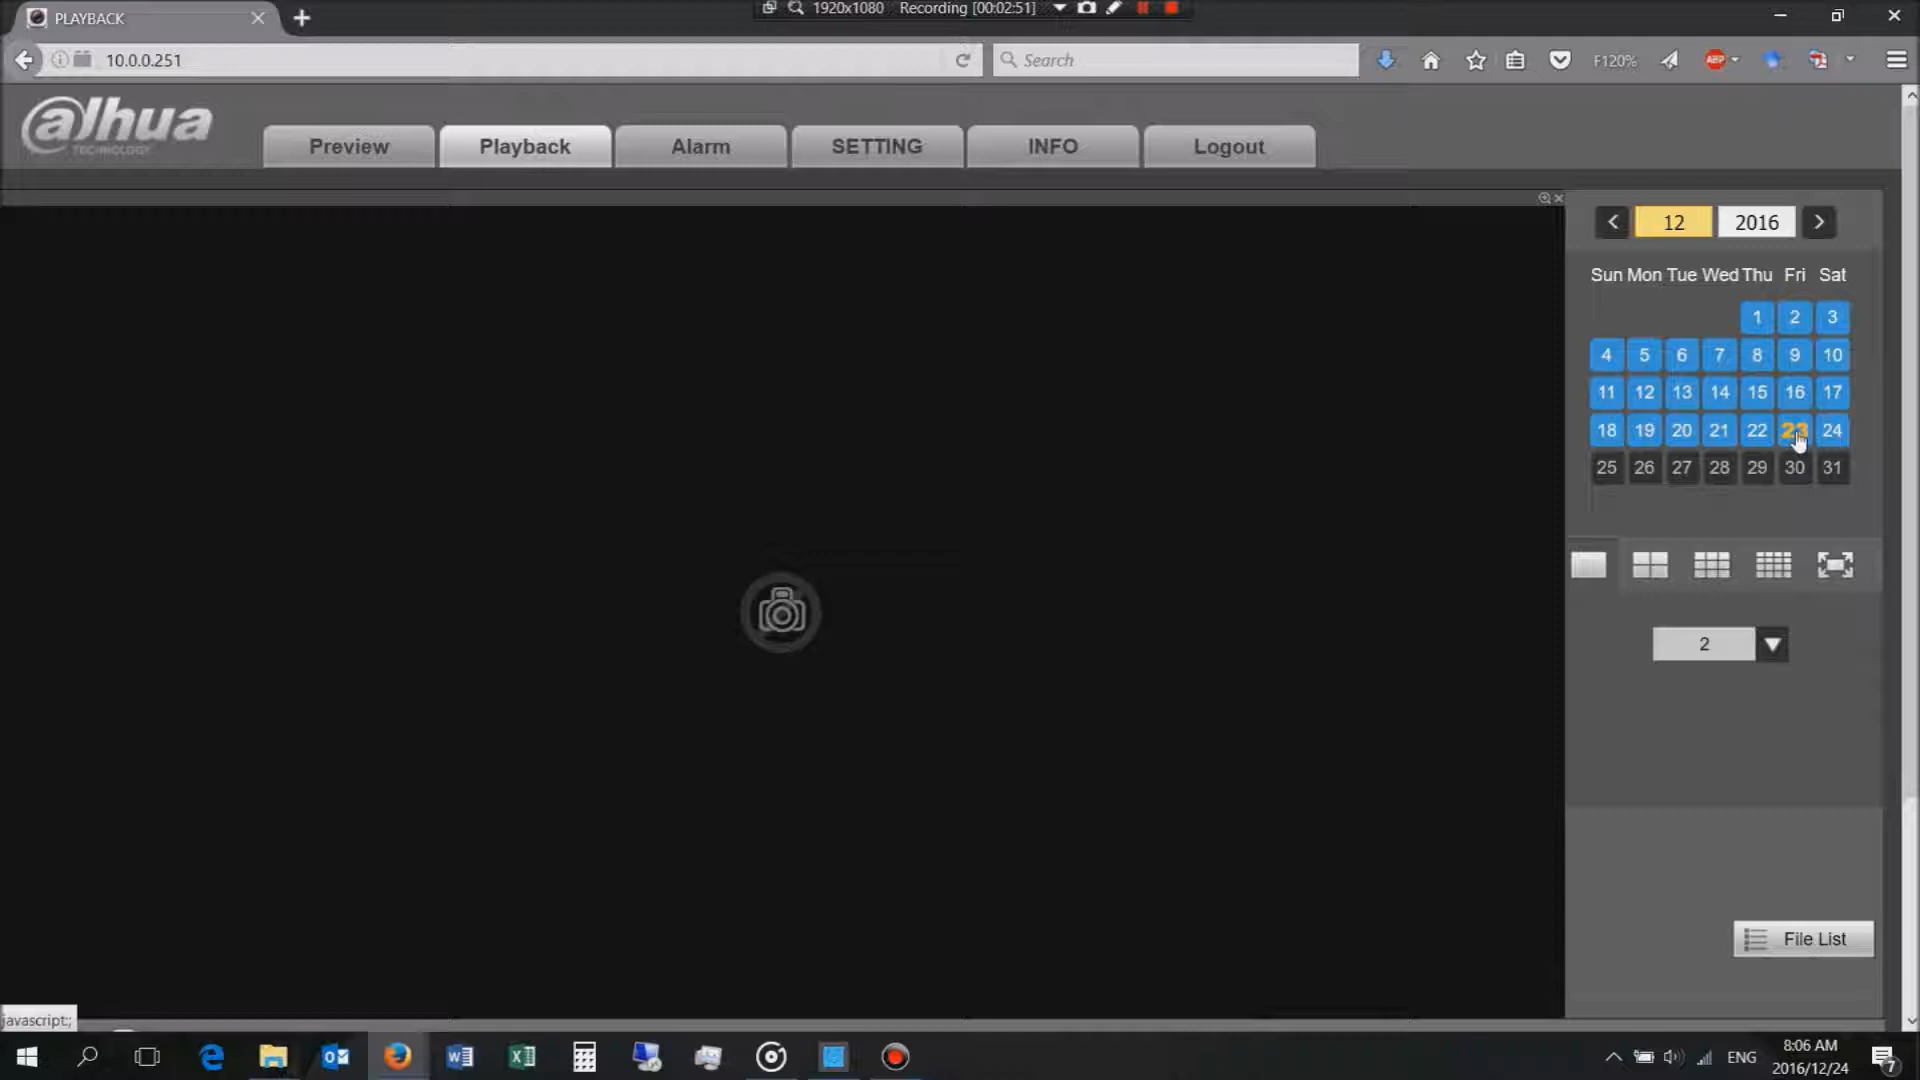 PLAYBACK
1920x1080 Recording [00:02:51]
10.0.0.251
Search
F120%
ABP
alhua
TECHNOLOGY
Preview
Playback
Alarm
SETTING
INFO
Logout
12 2016
Sun Mon Tue Wed Thu Fri Sat
1 2 3
4 5 6 7 8 9 10
11 12 13 14 15 16 17
18 19 20 21 22 23 24
25 26 27 28 29 30 31
2
File List
javascript:;
ENG
8:06 AM
2016/12/24
7